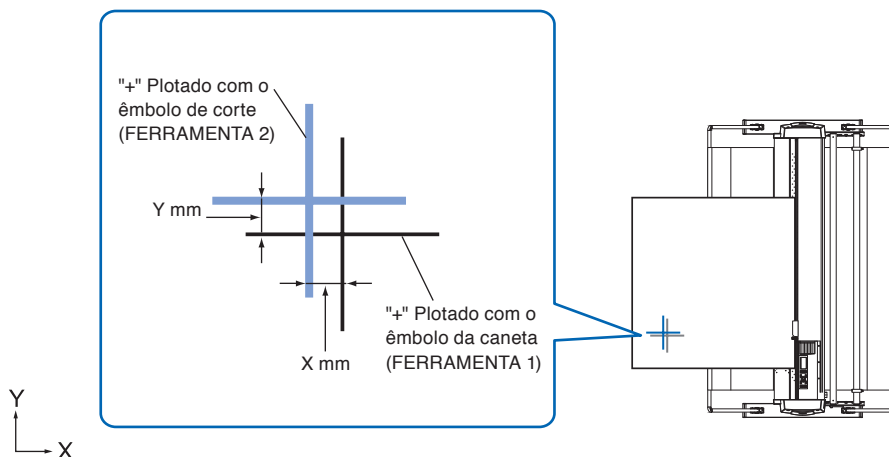 "+" Plotado com o
êmbolo de corte
(FERRAMENTA 2)
Y mm
"+" Plotado com o
êmbolo da caneta
(FERRAMENTA 1)
X mm
Y
X